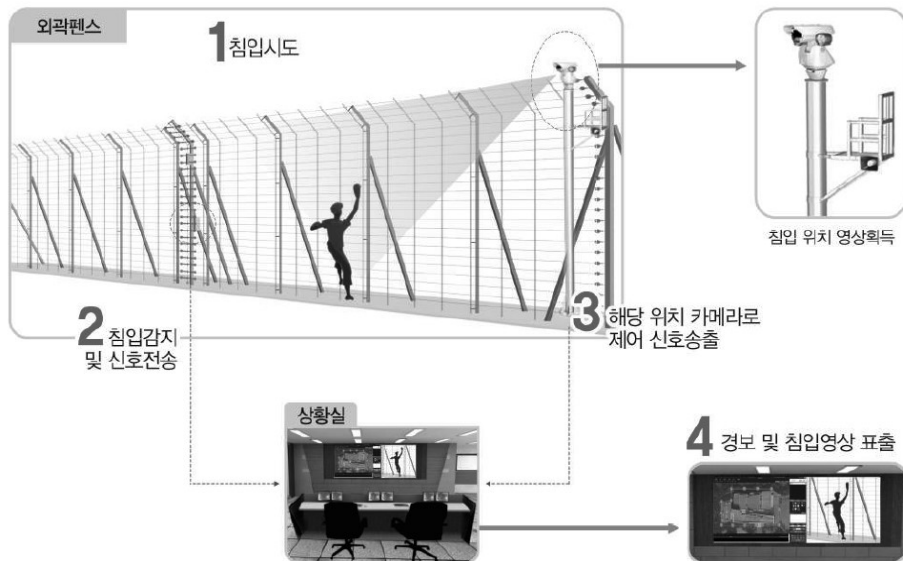 외곽펜스
1 침입시도
침입 위치 영상획득
2 침입감지
및 신호전송
3 해당 위치 카메라로
제어 신호송출
상황실
4 경보 및 침입영상 표출